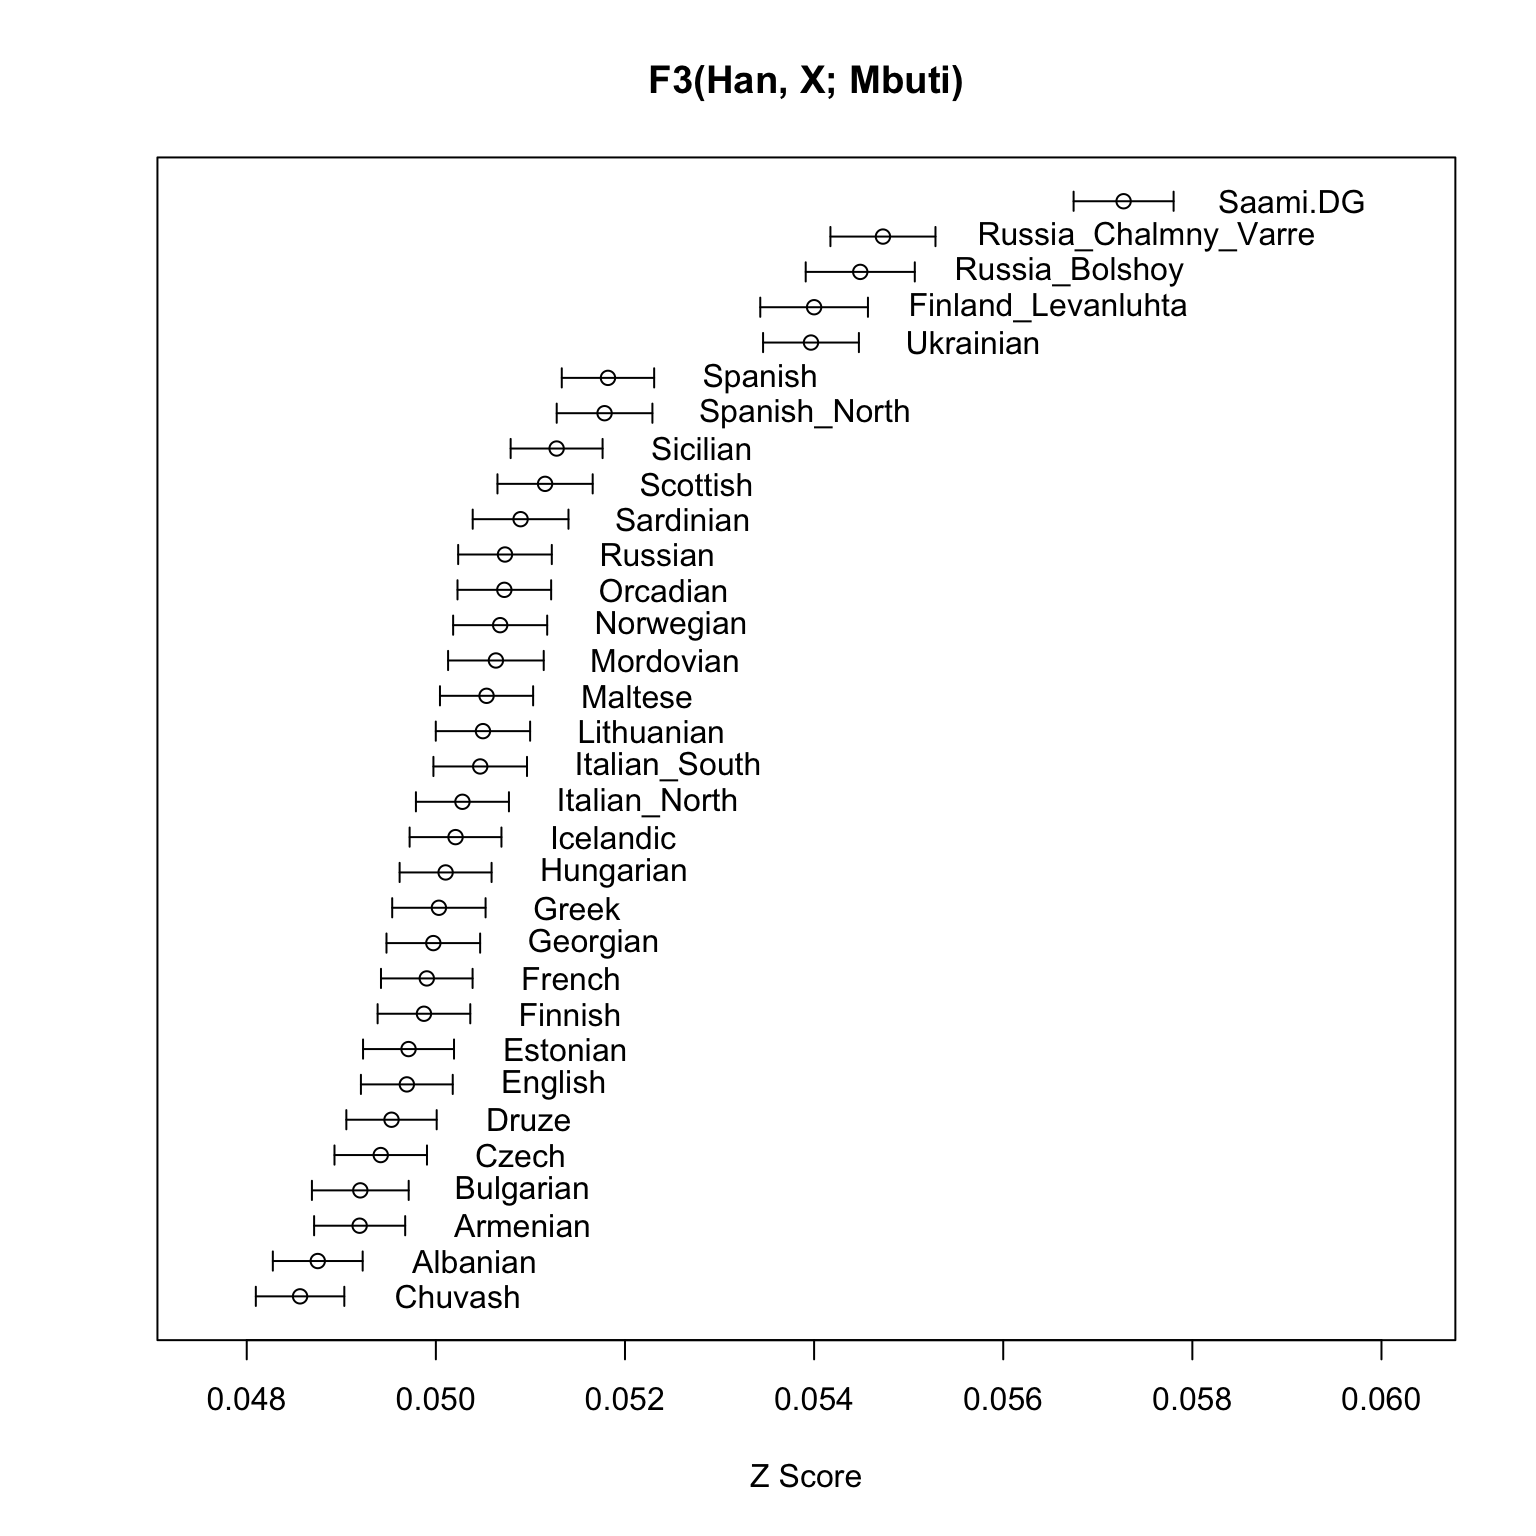 F3(Han, X; Mbuti)
Saami.DG
Russia_Chalmny_Varre
Russia_Bolshoy
Finland_Levanluhta
Ukrainian
Spanish
Spanish_North
Sicilian
Scottish
Sardinian
Russian
Orcadian
Norwegian
Mordovian
Maltese
Lithuanian
Italian_South
Italian_North
Icelandic
Hungarian
Greek
Georgian
French
Finnish
Estonian
English
Druze
Czech
Bulgarian
Armenian
Albanian
Chuvash
0.048 0.050 0.052 0.054 0.056 0.058 0.060
Z Score